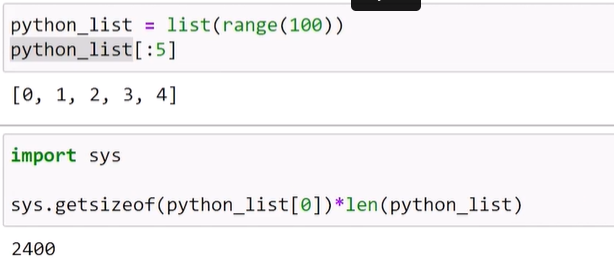 python_list = list(range(100))
python_list[:5]
[0, 1, 2, 3, 4]
import sys
sys.getsizeof(python_list[0])*len(python_list)
2400